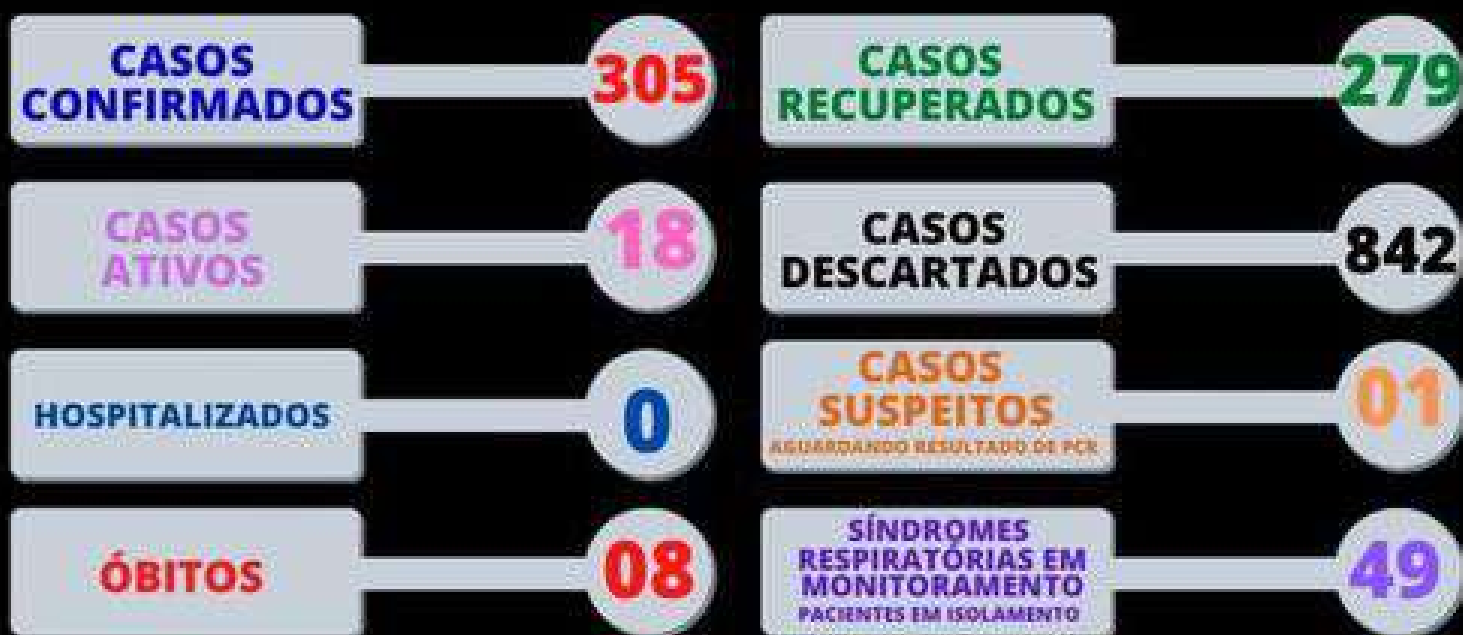 CASOS
CONFIRMADOS
305
CASOS
RECUPERADOS
279
CASOS
ATIVOS
18
CASOS
DESCARTADOS
842
HOSPITALIZADOS
0
CASOS
SUSPEITOS
AGUARDANDO RESULTADO DE PCR
01
ÓBITOS
08
SÍNDROMES
RESPIRATÓRIAS EM
MONITORAMENTO
PACIENTES EM ISOLAMENTO
49